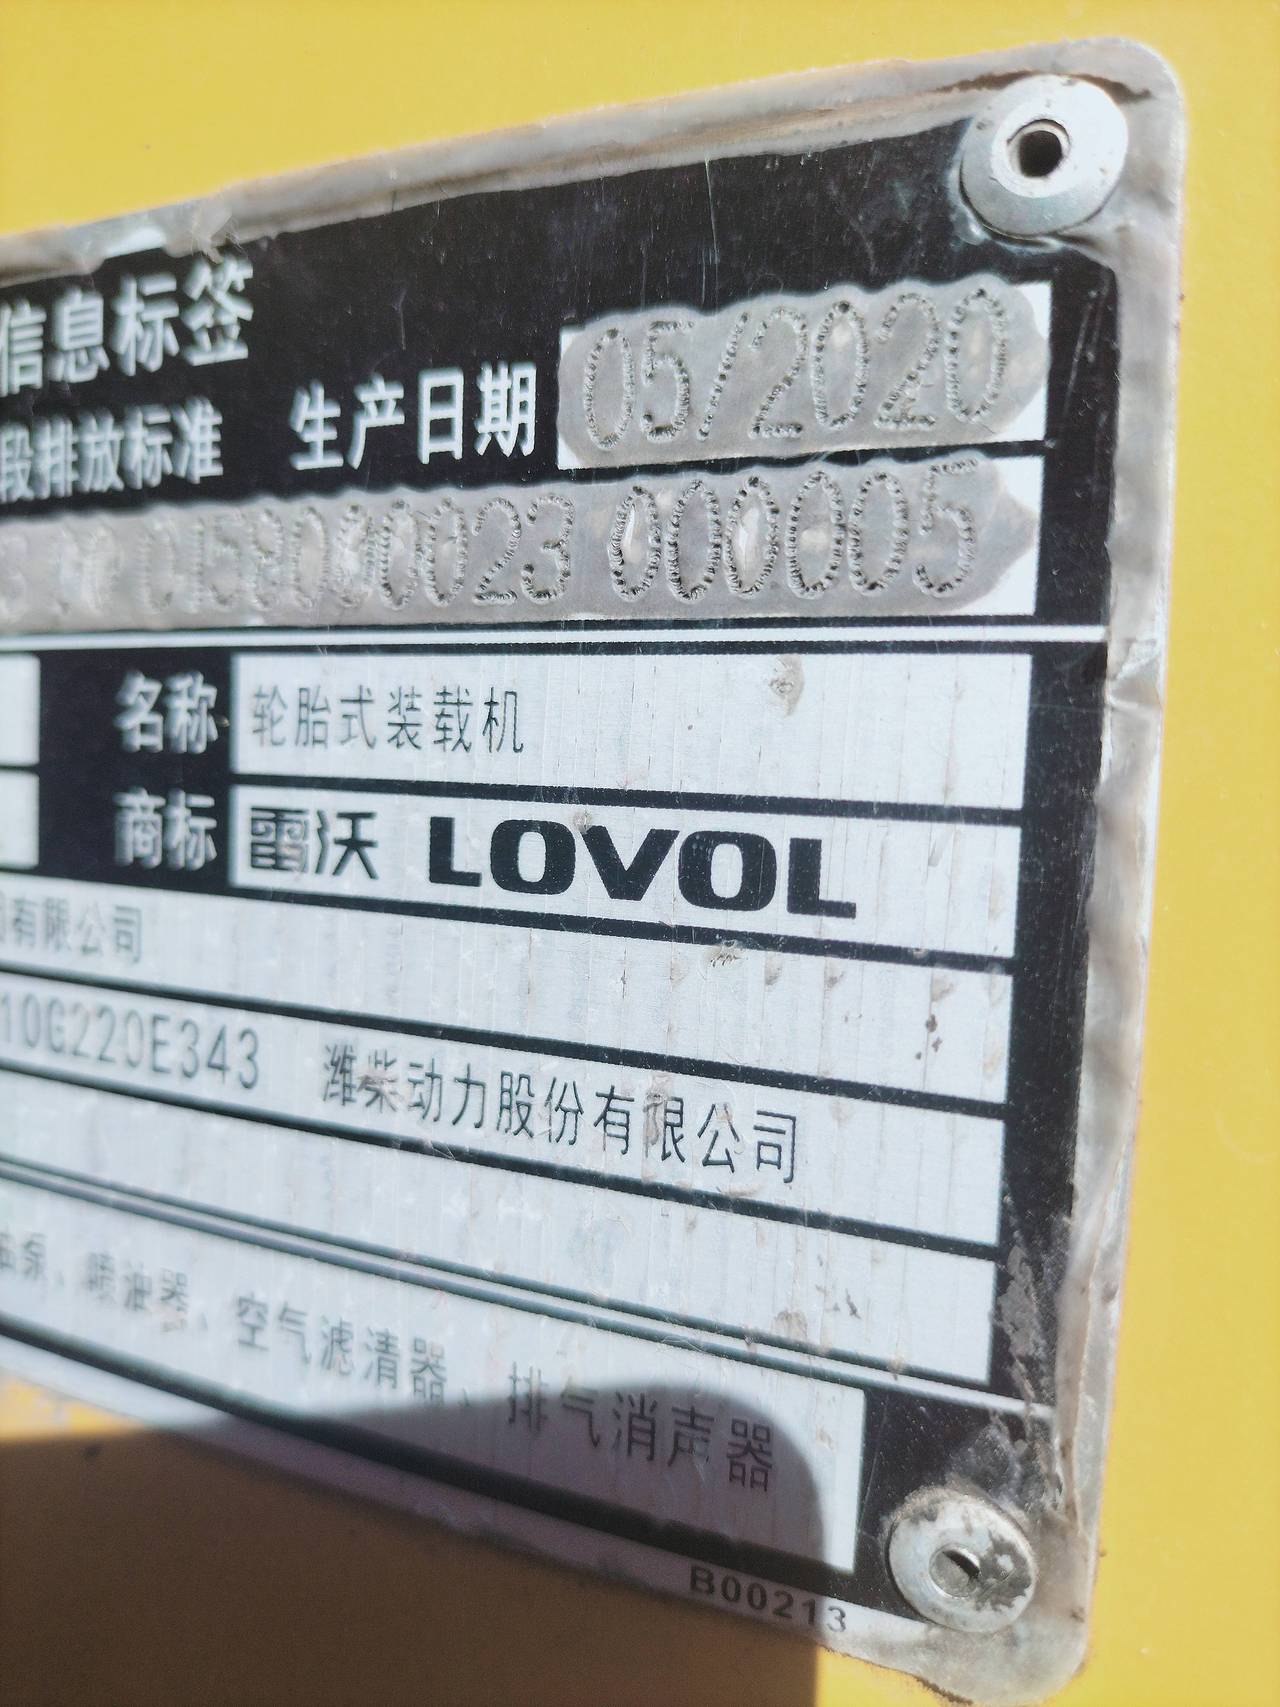 信息标签
段排放标准 生产日期 05/2020
0023 000005
名称 轮胎式装载机
商标 雷沃 LOVOL
有限公司
10G220E343 潍柴动力股份有限公司
油泵、喷油器、空气滤清器、排气消声器
B00213